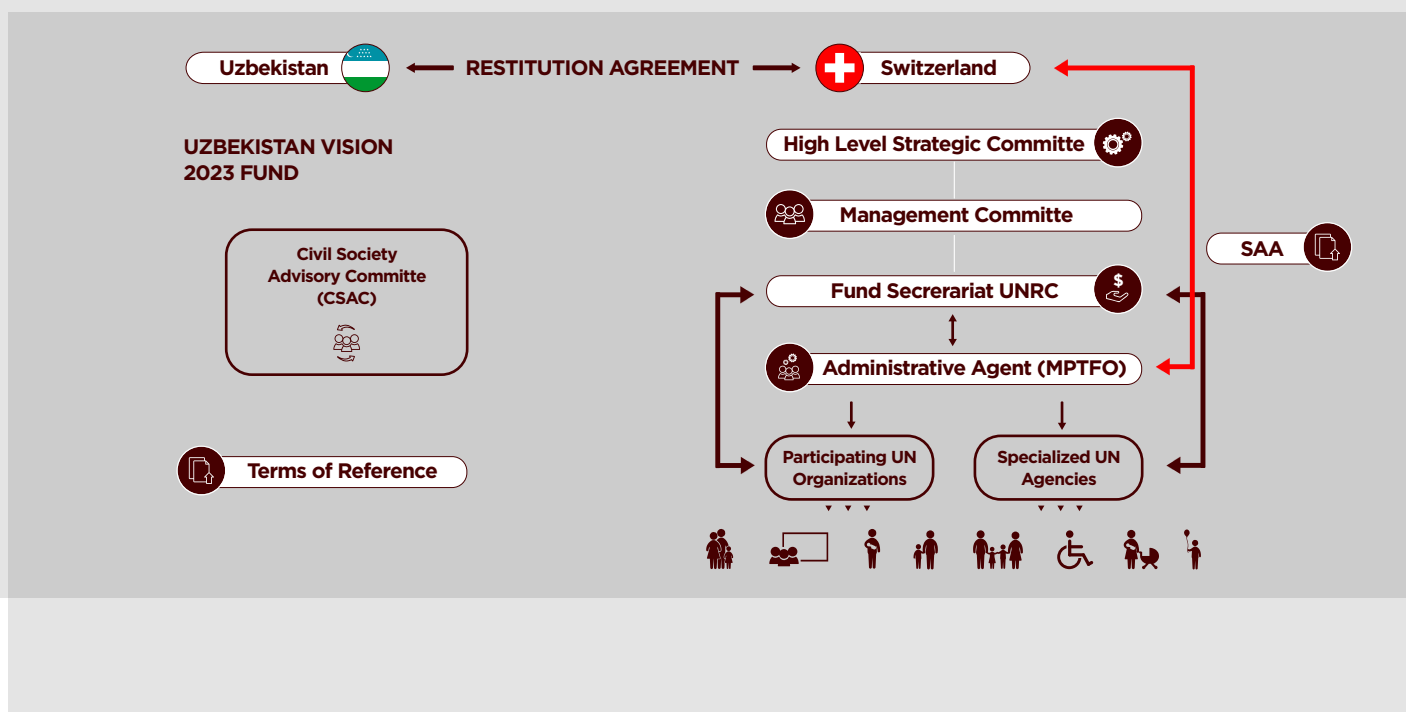 Uzbekistan
RESTITUTION AGREEMENT
Switzerland
UZBEKISTAN VISION
2023 FUND
High Level Strategic Committe
Management Committe
Civil Society
Advisory Committe
(CSAC)
SAA
Fund Secrerariat UNRC
$
Administrative Agent (MPTFO)
Participating UN
Organizations
Specialized UN
Agencies
Terms of Reference